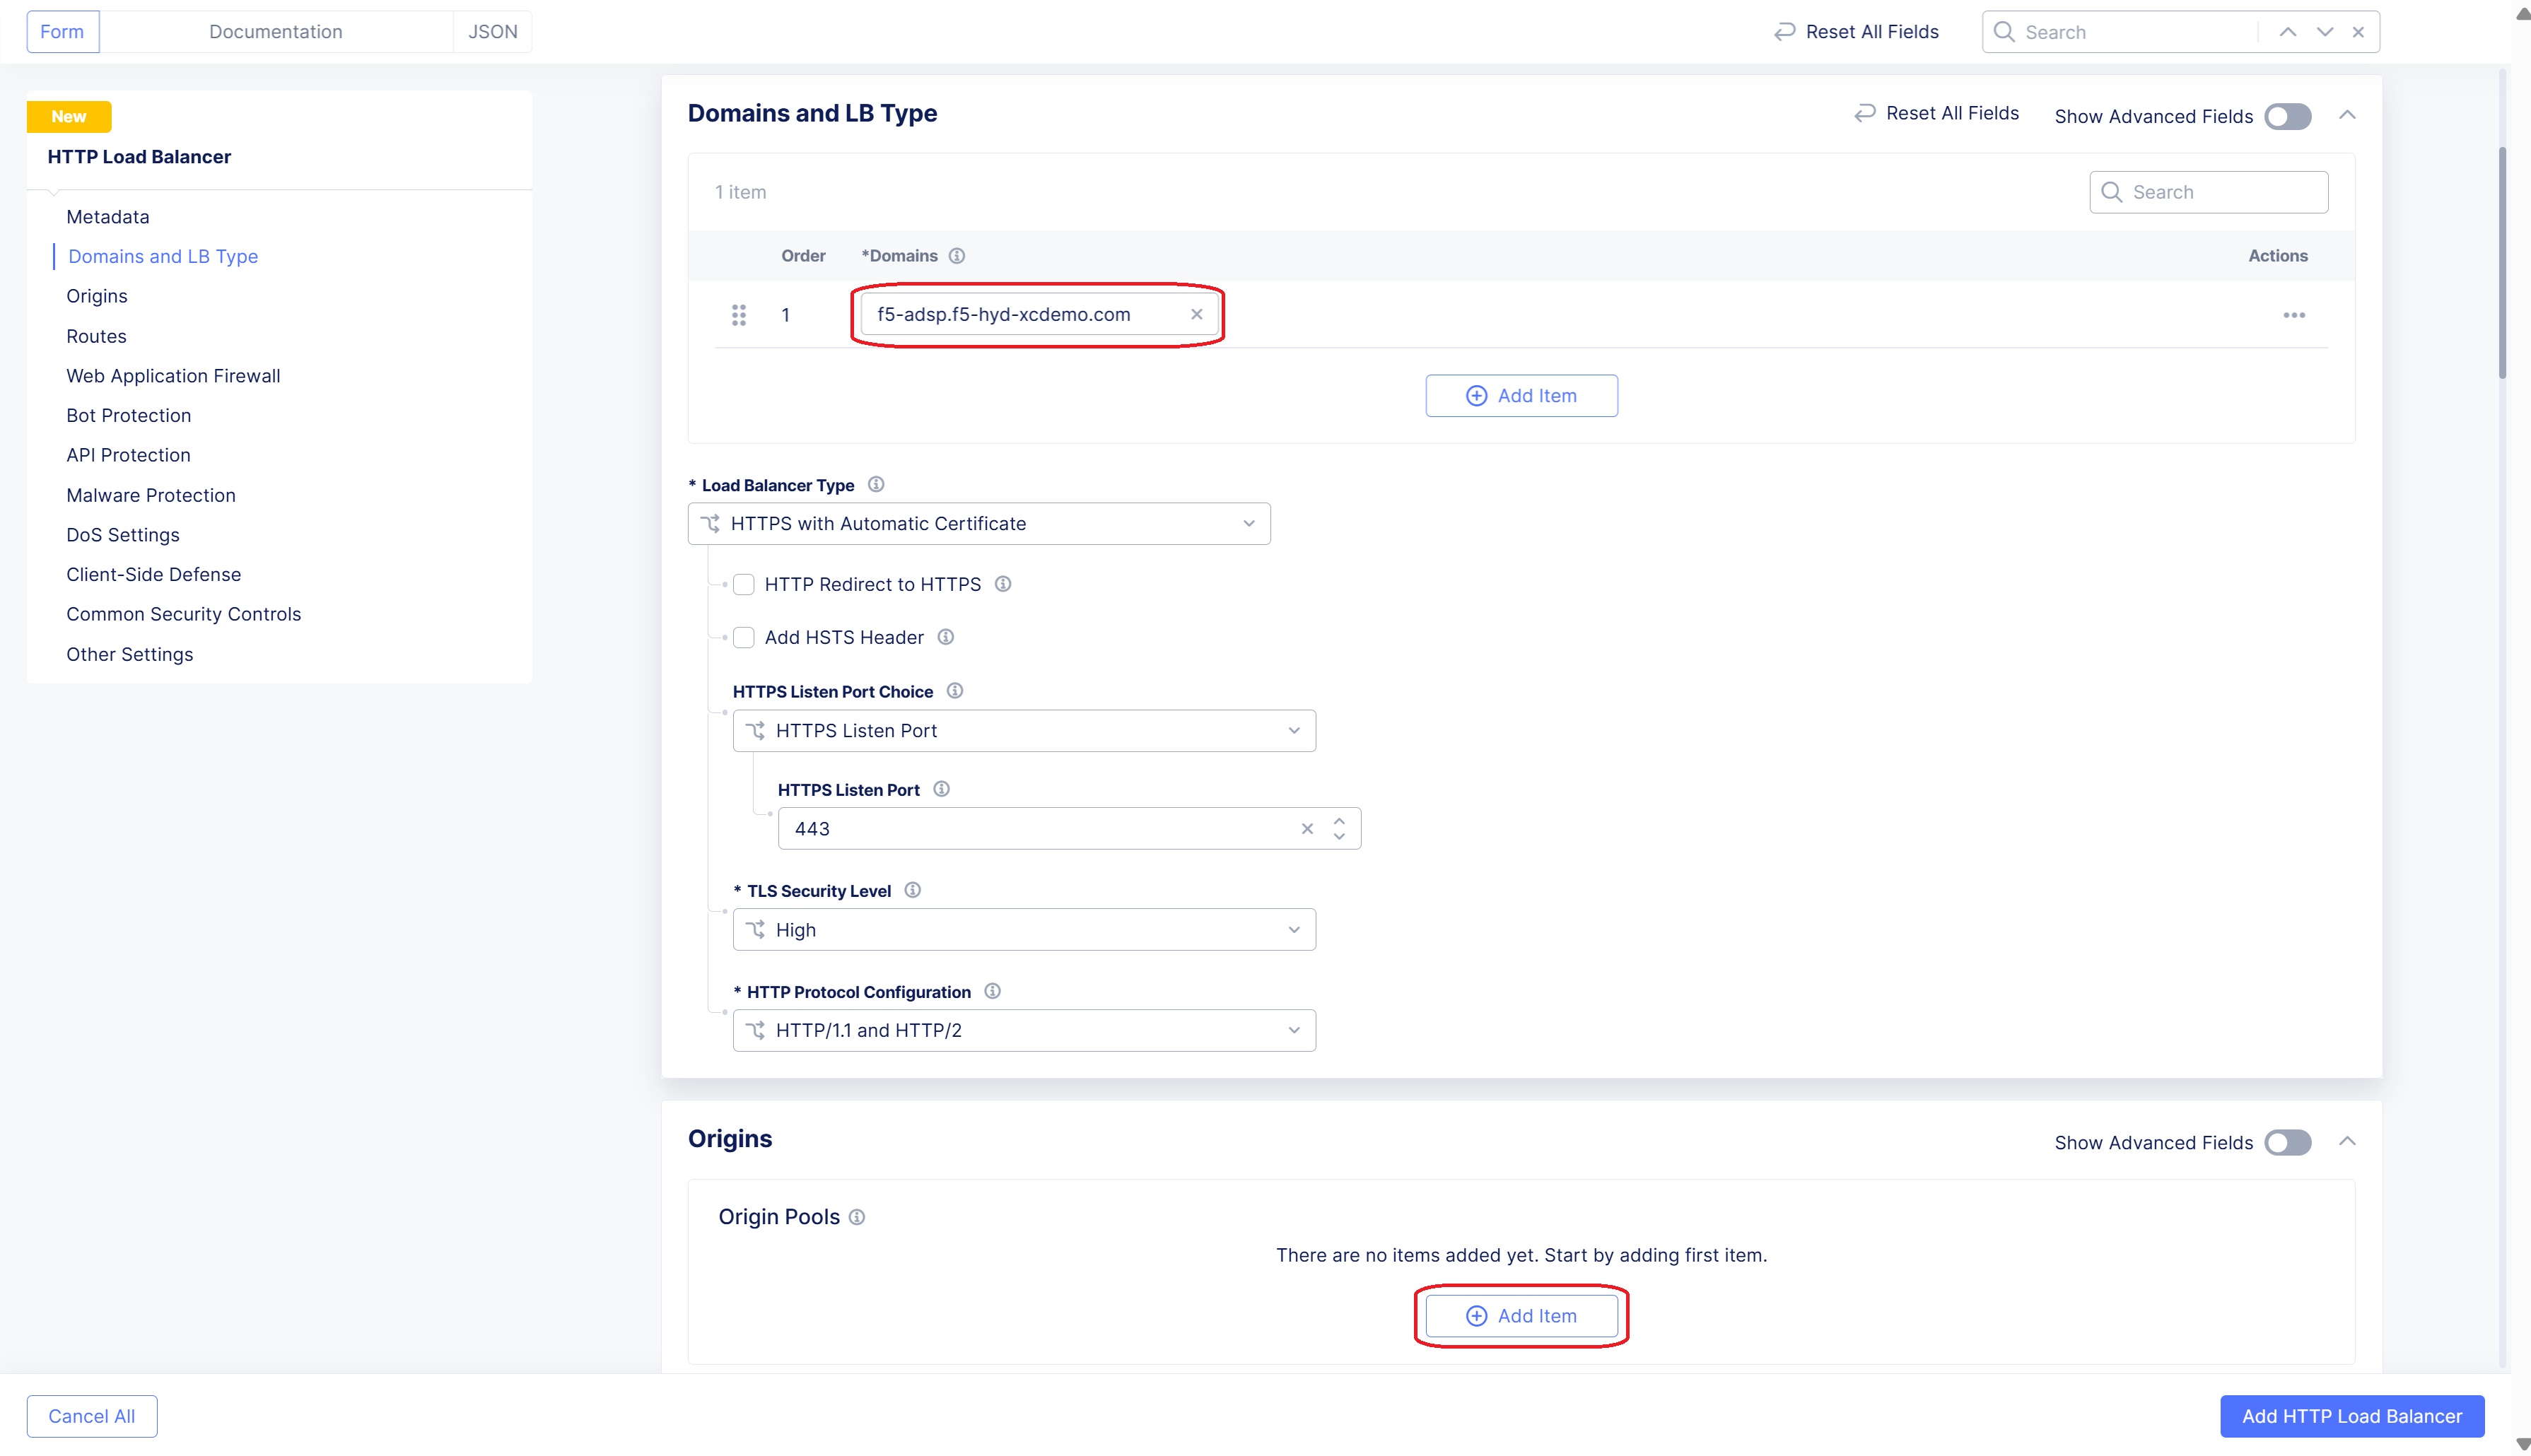 Form Documentation JSON Reset All Fields Search
New
HTTP Load Balancer
Metadata
Domains and LB Type
Origins
Routes
Web Application Firewall
Bot Protection
API Protection
Malware Protection
DoS Settings
Client-Side Defense
Common Security Controls
Other Settings
Domains and LB Type Reset All Fields Show Advanced Fields
1 item Search
Order *Domains Actions
1 f5-adsp.f5-hyd-xcdemo.com
Add Item
* Load Balancer Type
HTTPS with Automatic Certificate
HTTP Redirect to HTTPS
Add HSTS Header
HTTPS Listen Port Choice
HTTPS Listen Port
HTTPS Listen Port
443
* TLS Security Level
High
* HTTP Protocol Configuration
HTTP/1.1 and HTTP/2
Origins Show Advanced Fields
Origin Pools
There are no items added yet. Start by adding first item.
Add Item
Cancel All Add HTTP Load Balancer